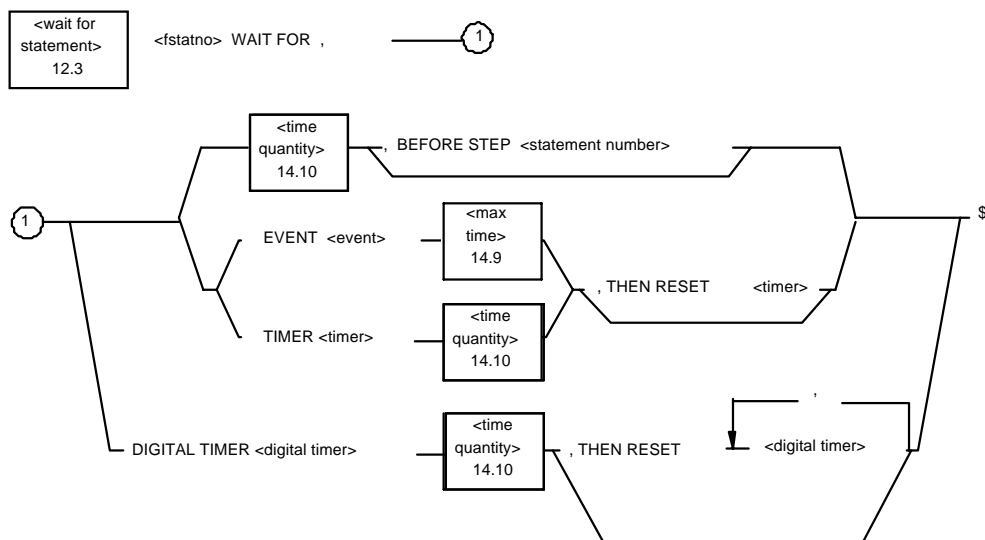 <wait for
statement>
12.3
<fstatno> WAIT FOR ,
1
<time
quantity>
14.10
, BEFORE STEP <statement number>
1
$
EVENT <event>
<max
time>
14.9
, THEN RESET <timer>
TIMER <timer>
<time
quantity>
14.10
,
DIGITAL TIMER <digital timer>
<time
quantity>
14.10
, THEN RESET
<digital timer>